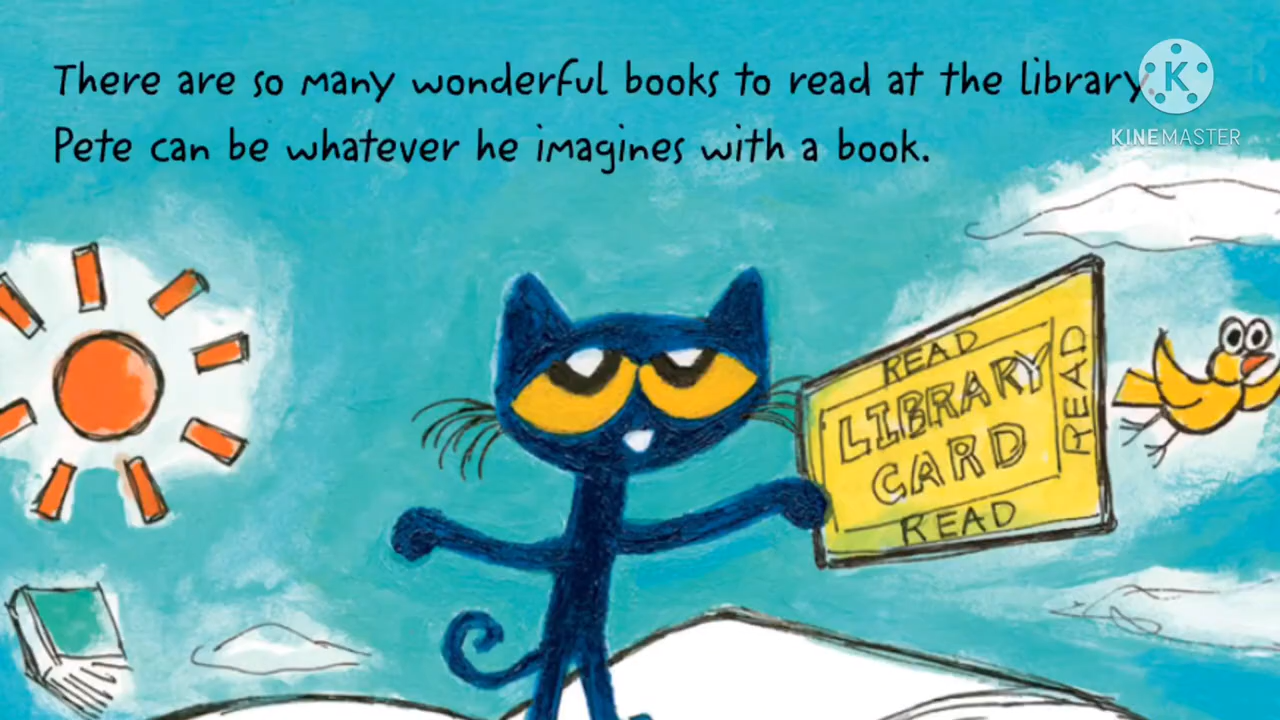 There are so many wonderful books to read at the library.
Pete can be whatever he imagines with a book.
KINEMASTER
READ
LIBRARY
CARD
READ
READ